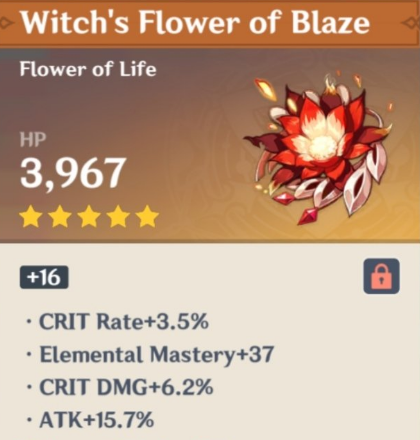 Witch's Flower of Blaze
Flower of Life
HP
3,967
+16
· CRIT Rate+3.5%
· Elemental Mastery+37
· CRIT DMG+6.2%
· ATK+15.7%